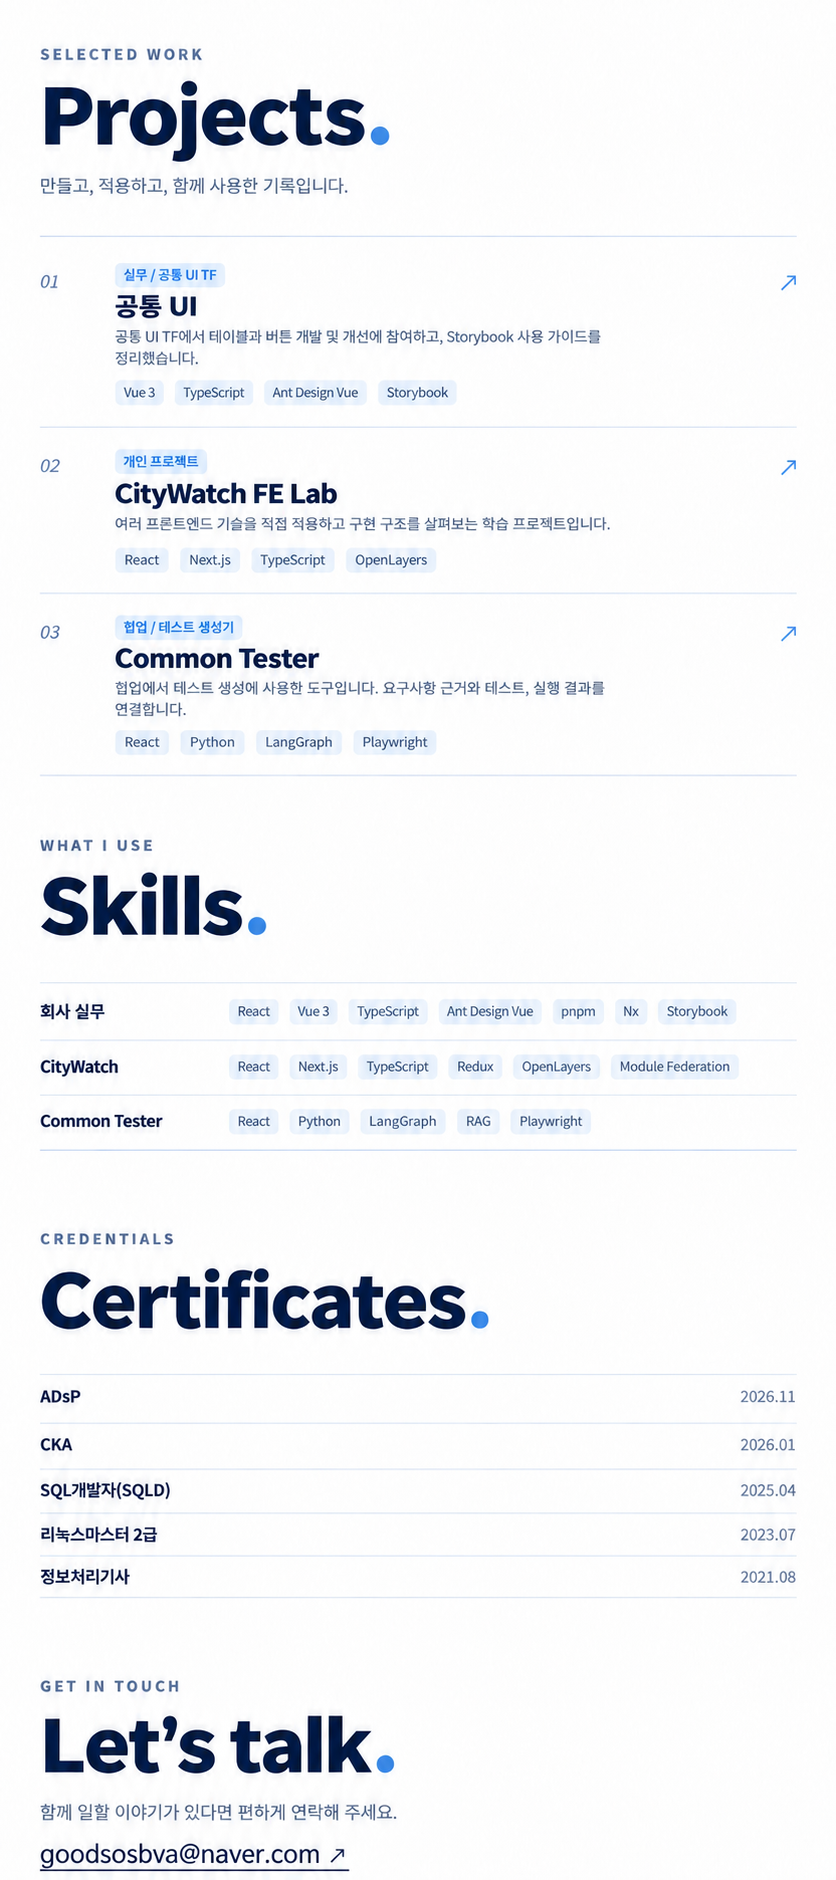 SELECTED WORK
Projects.
만들고, 적용하고, 함께 사용한 기록입니다.
01
실무 / 공통 UI TF
공통 UI
공통 UI TF에서 테이블과 버튼 개발 및 개선에 참여하고, Storybook 사용 가이드를
정리했습니다.
Vue 3 TypeScript Ant Design Vue Storybook
02
개인 프로젝트
CityWatch FE Lab
여러 프론트엔드 기슬을 적접 적용하고 구현 구조를 살펴보는 학습 프로젝트입니다.
React Next.js TypeScript OpenLayers
03
협업 / 테스트 생성기
Common Tester
협업에서 테스트 생성에 사용한 도구입니다. 요구사항 근거와 테스트, 실행 결과를
연결합니다.
React Python LangGraph Playwright
WHAT I USE
Skills.
회사 실무 React Vue 3 TypeScript Ant Design Vue pnpm Nx Storybook
CityWatch React Next.js TypeScript Redux OpenLayers Module Federation
Common Tester React Python LangGraph RAG Playwright
CREDENTIALS
Certificates.
ADsP 2026.11
CKA 2026.01
SQL개발자(SQLD) 2025.04
리눅스마스터 2급 2023.07
정보처리기사 2021.08
GET IN TOUCH
Let's talk.
함께 일할 이야기가 있다면 편하게 연락해 주세요.
goodsosbva@naver.com ↗